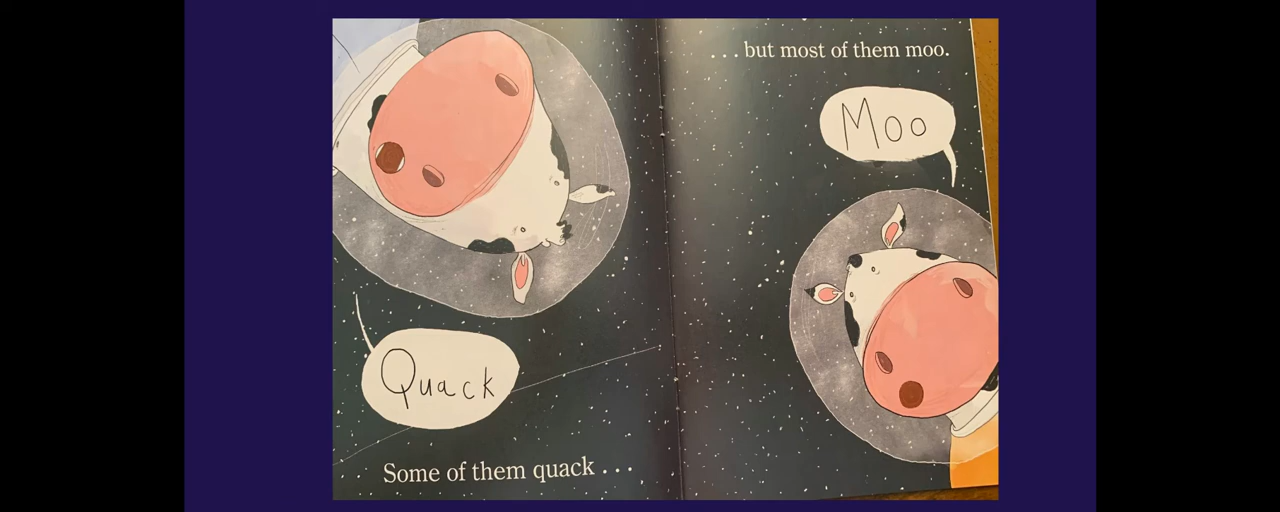 Quack
Some of them quack . . .
. . . but most of them moo.
Moo